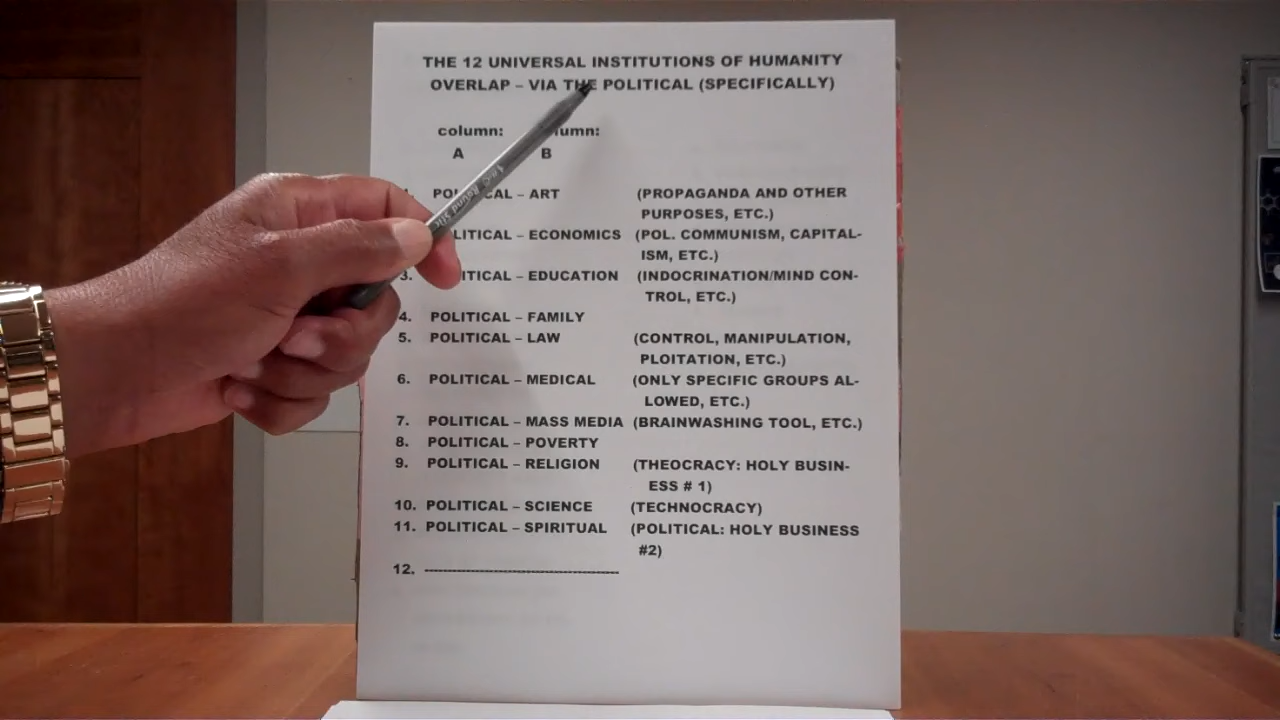 THE 12 UNIVERSAL INSTITUTIONS OF HUMANITY
OVERLAP – VIA THE POLITICAL (SPECIFICALLY)
column: lumn:
A B
POLITICAL – ART (PROPAGANDA AND OTHER
PURPOSES, ETC.)
LITICAL – ECONOMICS (POL. COMMUNISM, CAPITAL-
ISM, ETC.)
3. ITICAL – EDUCATION (INDOCRINATION/MIND CON-
TROL, ETC.)
4. POLITICAL – FAMILY
5. POLITICAL – LAW (CONTROL, MANIPULATION,
PLOITATION, ETC.)
6. POLITICAL – MEDICAL (ONLY SPECIFIC GROUPS AL-
LOWED, ETC.)
7. POLITICAL – MASS MEDIA (BRAINWASHING TOOL, ETC.)
8. POLITICAL – POVERTY
9. POLITICAL – RELIGION (THEOCRACY: HOLY BUSIN-
ESS # 1)
10. POLITICAL – SCIENCE (TECHNOCRACY)
11. POLITICAL – SPIRITUAL (POLITICAL: HOLY BUSINESS
#2)
12. ------------------------------------